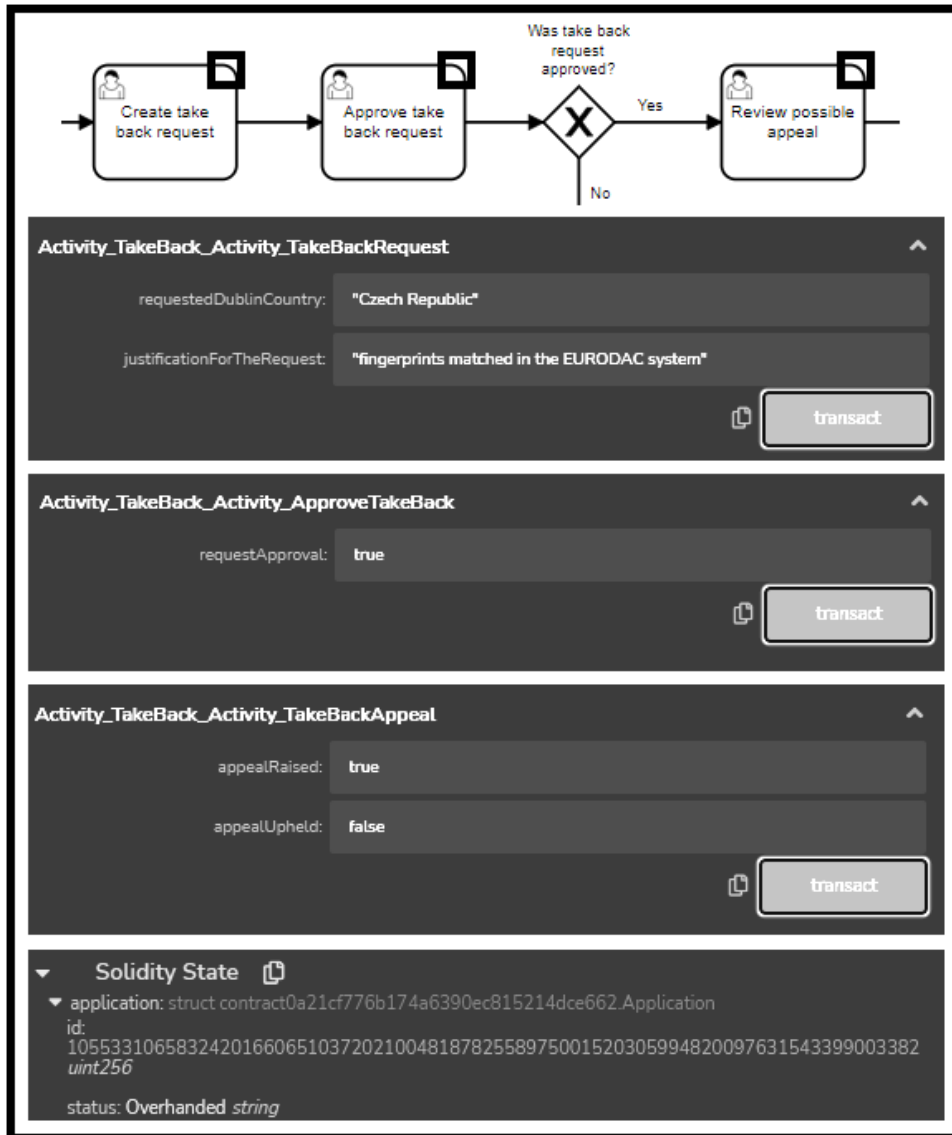 Was take back
request
approved?
Create take
back request
Approve take
back request
Yes
Review possible
appeal
No
Activity_TakeBack_Activity_TakeBackRequest
requestedDublinCountry: "Czech Republic"
justificationForTheRequest: "fingerprints matched in the EURODAC system"
transact
Activity_TakeBack_Activity_ApproveTakeBack
requestApproval: true
transact
Activity_TakeBack_Activity_TakeBackAppeal
appealRaised: true
appealUpheld: false
transact
Solidity State
application: struct contract0a21cf776b174a6390ec815214dce662.Application
id:
105533106583242016606510372021004818782558975001520305994820097631543399003382
uint256
status: Overhanded string